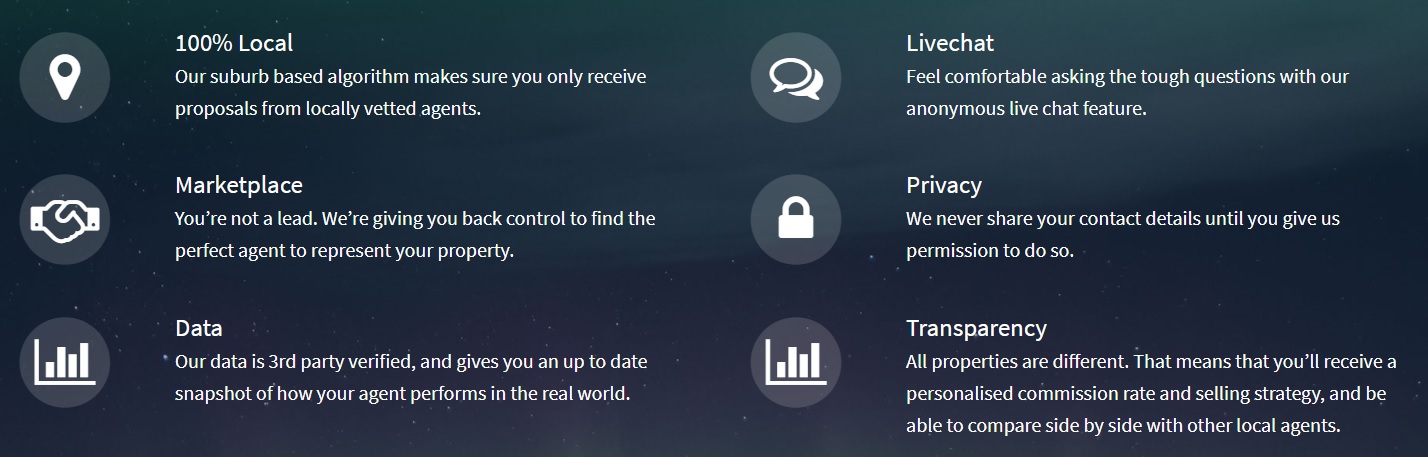 100% Local
Our suburb based algorithm makes sure you only receive
proposals from locally vetted agents.
Livechat
Feel comfortable asking the tough questions with our
anonymous live chat feature.
Marketplace
You’re not a lead. We’re giving you back control to find the
perfect agent to represent your property.
Privacy
We never share your contact details until you give us
permission to do so.
Data
Our data is 3rd party verified, and gives you an up to date
snapshot of how your agent performs in the real world.
Transparency
All properties are different. That means that you’ll receive a
personalised commission rate and selling strategy, and be
able to compare side by side with other local agents.